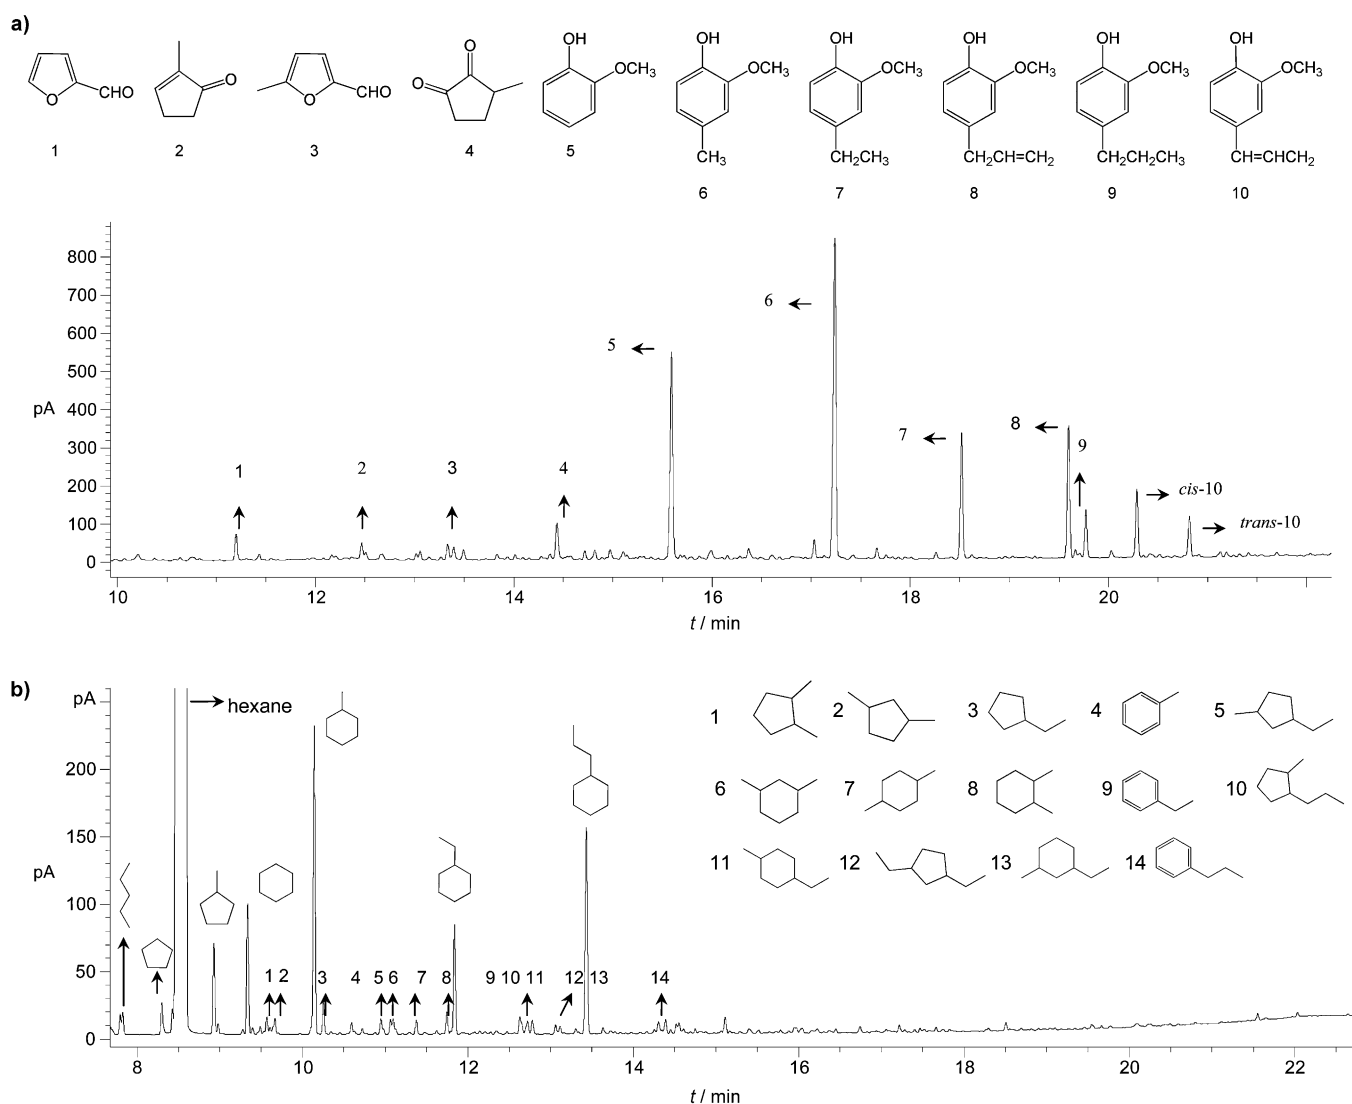 a)
OH OH OH OH OH OH
O O CHO O CHO O O OCH₃ OCH₃ OCH₃ OCH₃ OCH₃ OCH₃
CH₃ CH₂CH₃ CH₂CH=CH₂ CH₂CH₂CH₃ CH=CHCH₃
1 2 3 4 5
6 7 8 9 10
800
700
600
500
400
300
200
100
0
pA
1 2 3 4 5 6 7 8 9 cis-10 trans-10
10 12 14 16 18 20
t / min
b)
pA
hexane
200
150
pA
100
50
0
1 2 3 4 5
6 7 8 9 10
11 12 13 14
1 2 3 4 5 6 7 8 9 10 11 12 13 14
8 10 12 14 16 18 20 22
t / min